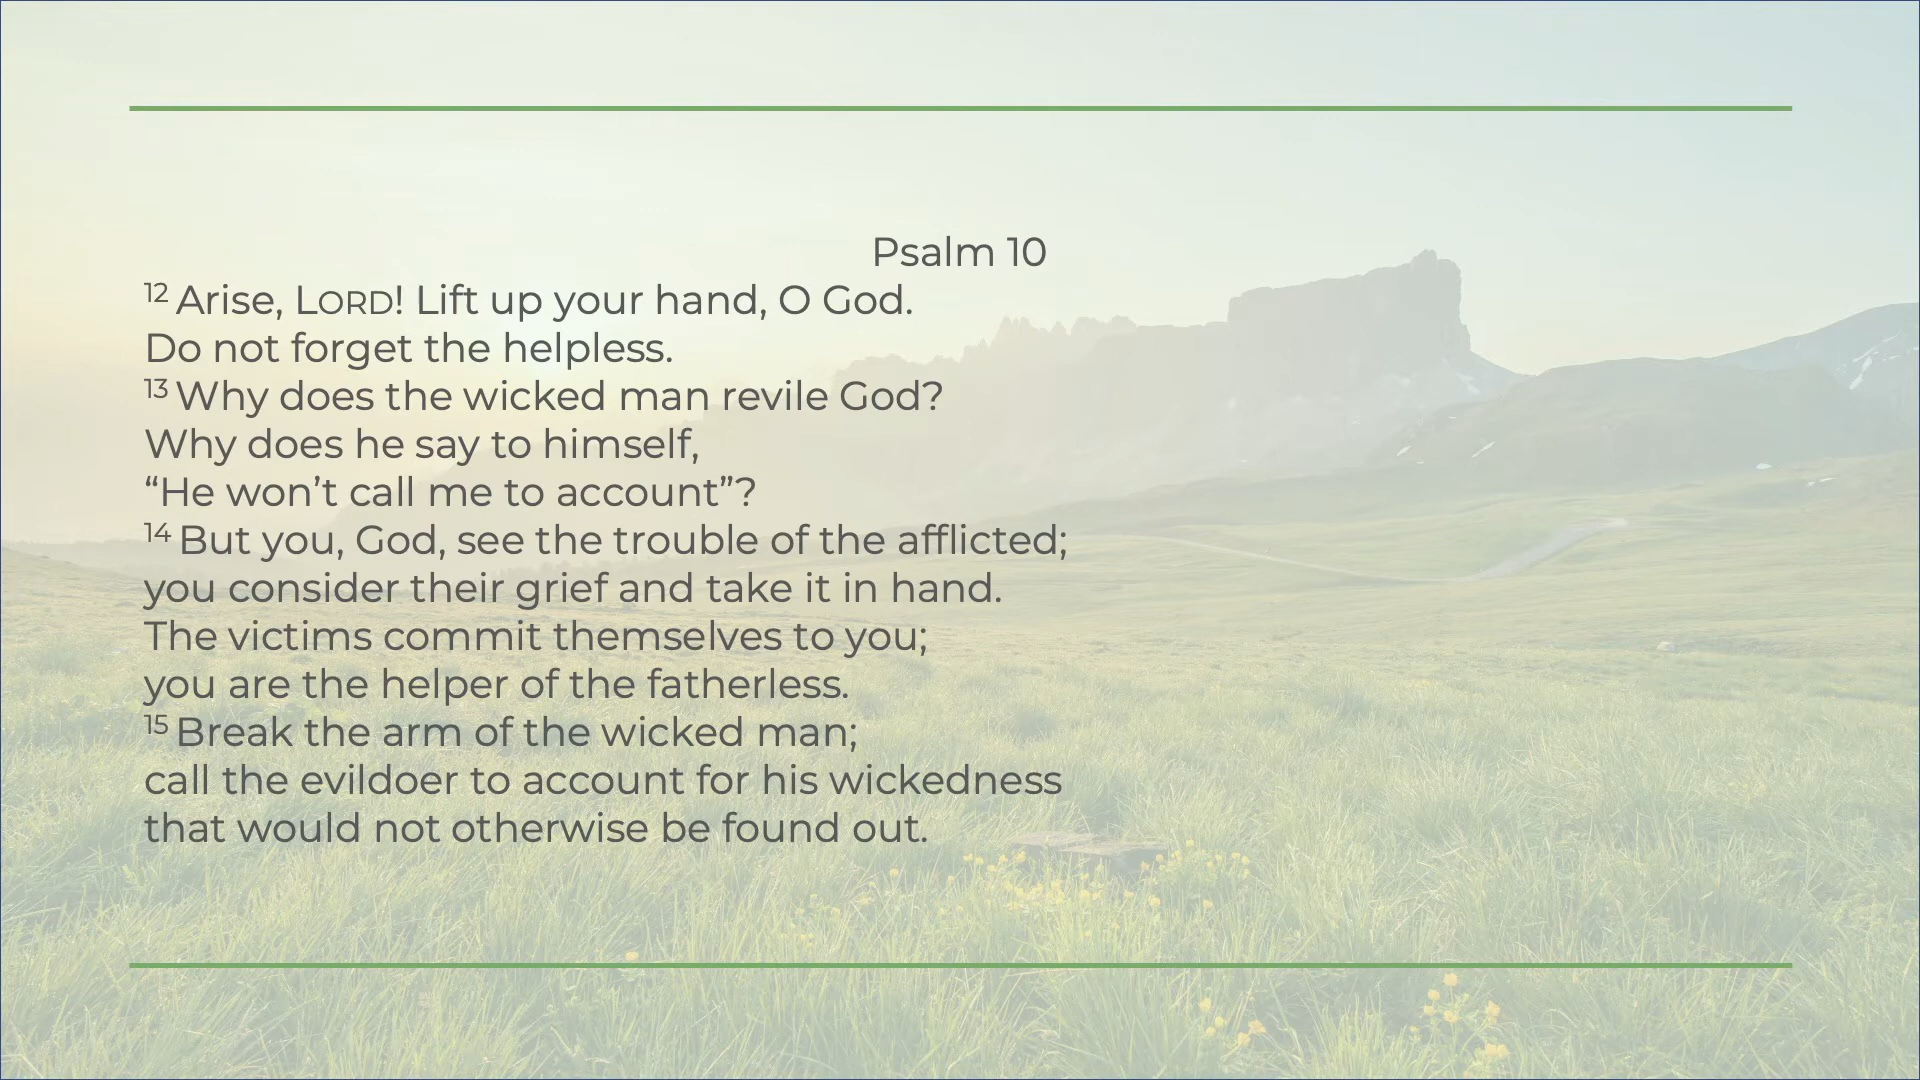 Psalm 10
12 Arise, LORD! Lift up your hand, O God.
Do not forget the helpless.
13 Why does the wicked man revile God?
Why does he say to himself,
“He won’t call me to account”?
14 But you, God, see the trouble of the afflicted;
you consider their grief and take it in hand.
The victims commit themselves to you;
you are the helper of the fatherless.
15 Break the arm of the wicked man;
call the evildoer to account for his wickedness
that would not otherwise be found out.